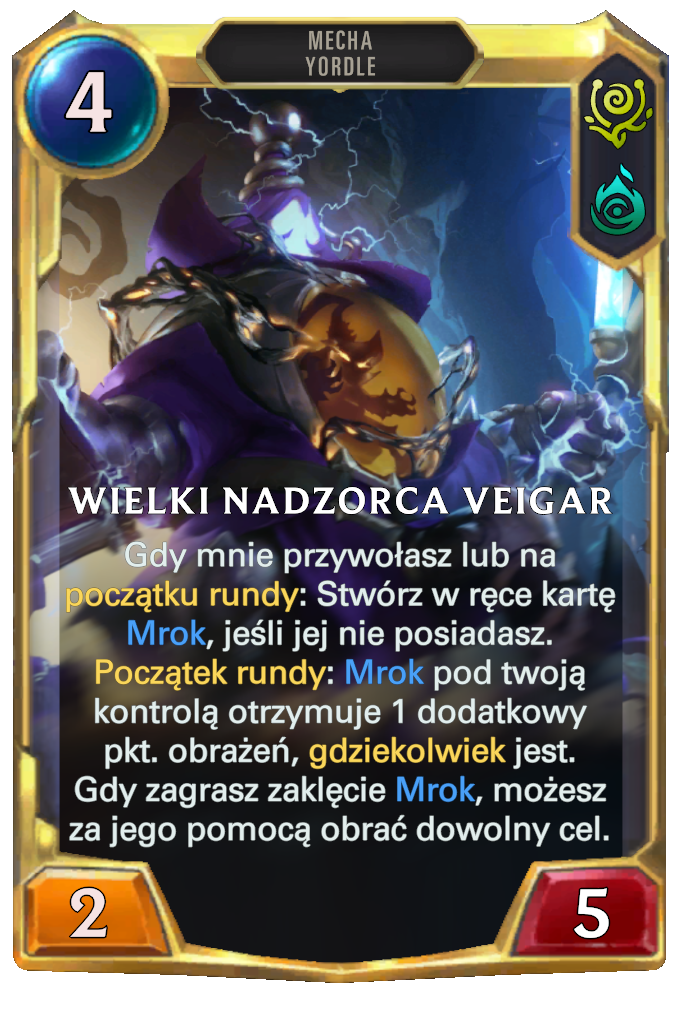 MECHA
YORDLE
4
WIELKI NADZORCA VEIGAR
Gdy mnie przywołasz lub na
początku rundy: Stwórz w ręce kartę
Mrok, jeśli jej nie posiadasz.
Początek rundy: Mrok pod twoją
kontrolą otrzymuje 1 dodatkowy
pkt. obrażeń, gdziekolwiek jest.
Gdy zagrasz zaklęcie Mrok, możesz
za jego pomocą obrać dowolny cel.
2
5